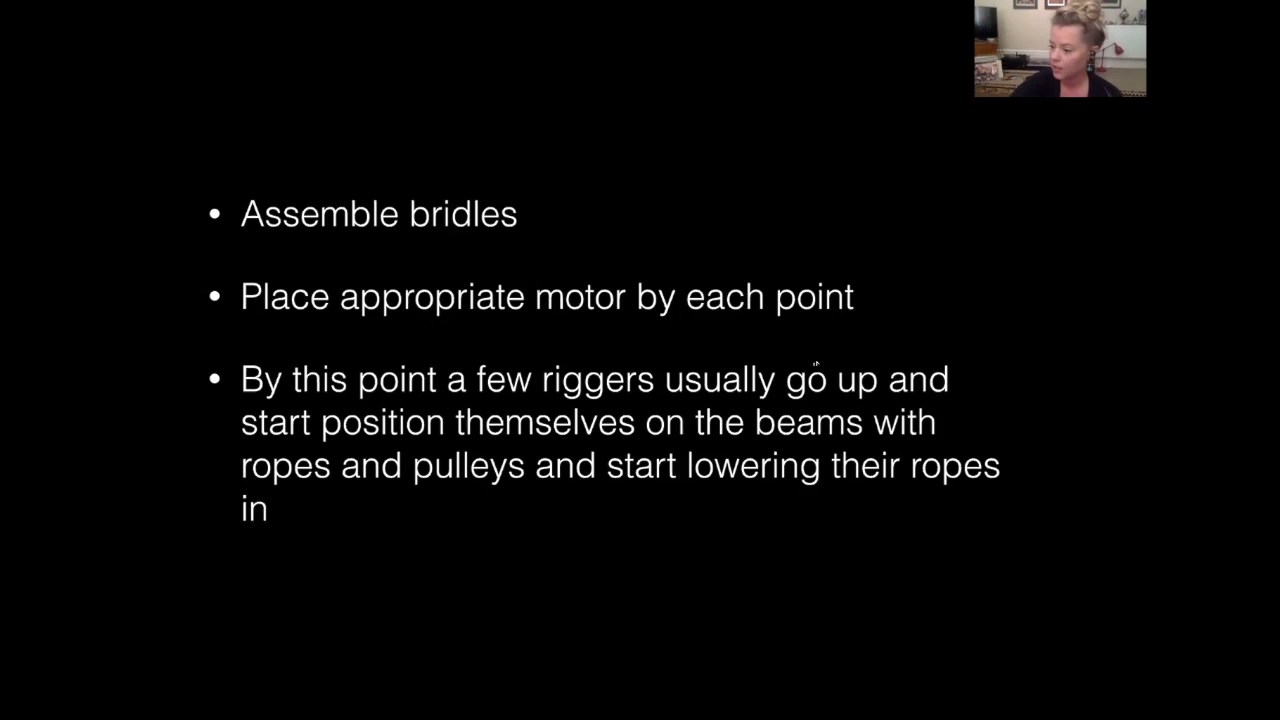 • Assemble bridles
• Place appropriate motor by each point
• By this point a few riggers usually go up and
start position themselves on the beams with
ropes and pulleys and start lowering their ropes
in